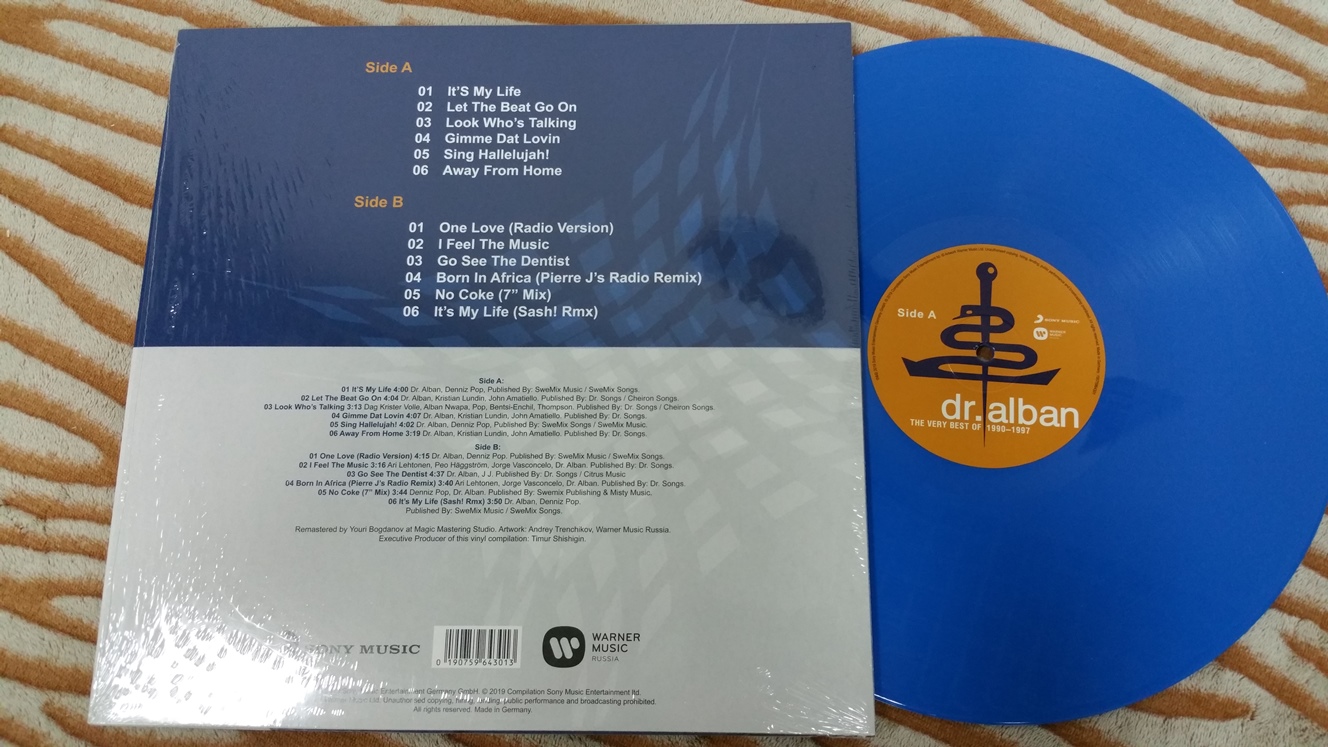 Side A
01 It'S My Life
02 Let The Beat Go On
03 Look Who's Talking
04 Gimme Dat Lovin
05 Sing Hallelujah!
06 Away From Home
Side B
01 One Love (Radio Version)
02 I Feel The Music
03 Go See The Dentist
04 Born In Africa (Pierre J's Radio Remix)
05 No Coke (7” Mix)
06 It's My Life (Sash! Rmx)
Side A:
01 It'S My Life 4:00 Dr. Alban, Denniz Pop, Published By: SweMix Music / SweMix Songs.
02 Let The Beat Go On 4:04 Dr. Alban, Kristian Lundin, John Amatiello. Published By: Dr. Songs / Cheiron Songs.
03 Look Who's Talking 3:13 Dag Krister Volle, Alban Nwapa, Pop, Bentsi-Enchil, Thompson. Published By: Dr. Songs / Cheiron Songs
04 Gimme Dat Lovin 4:07 Dr. Alban, Kristian Lundin, John Amatiello. Published By: Dr. Songs.
05 Sing Hallelujah! 4:02 Dr. Alban, Denniz Pop, Published By: SweMix Songs / SweMix Music.
06 Away From Home 3:19 Dr. Alban, Kristian Lundin, John Amatiello. Published By: Dr. Songs.
Side B:
01 One Love (Radio Version) 4:15 Dr. Alban, Denniz Pop. Published By: SweMix Music / SweMix Songs.
02 I Feel The Music 3:16 Ari Lehtonen, Peo Häggström, Jorge Vasconcelo, Dr. Alban. Published By: Dr. Songs.
03 Go See The Dentist 4:37 Dr. Alban, J.J. Published By: Dr. Songs / Citrus Music
04 Born In Africa (Pierre J's Radio Remix) 3:40 Ari Lehtonen, Jorge Vasconcelo, Dr. Alban. Published By: Dr. Songs.
05 No Coke (7” Mix) 3:44 Denniz Pop, Dr. Alban. Published By: Swemix Publishing & Misty Music.
06 It's My Life (Sash! Rmx) 3:50 Dr. Alban, Denniz Pop.
Published By: SweMix Music / SweMix Songs.
Remastered by Youri Bogdanov at Magic Mastering Studio. Artwork: Andrey Trenchikov, Warner Music Russia.
Executive Producer of this vinyl compilation: Timur Shishigin.
SONY MUSIC
0 190759 643013
WARNER
MUSIC
RUSSIA
Entertainment Germany GmbH. © 2019 Compilation Sony Music Entertainment ltd.
copying, hiring, lending, public performance and broadcasting prohibited.
All rights reserved. Made in Germany.
Side A
SONY MUSIC
dr. alban
THE VERY BEST OF 1990-1997